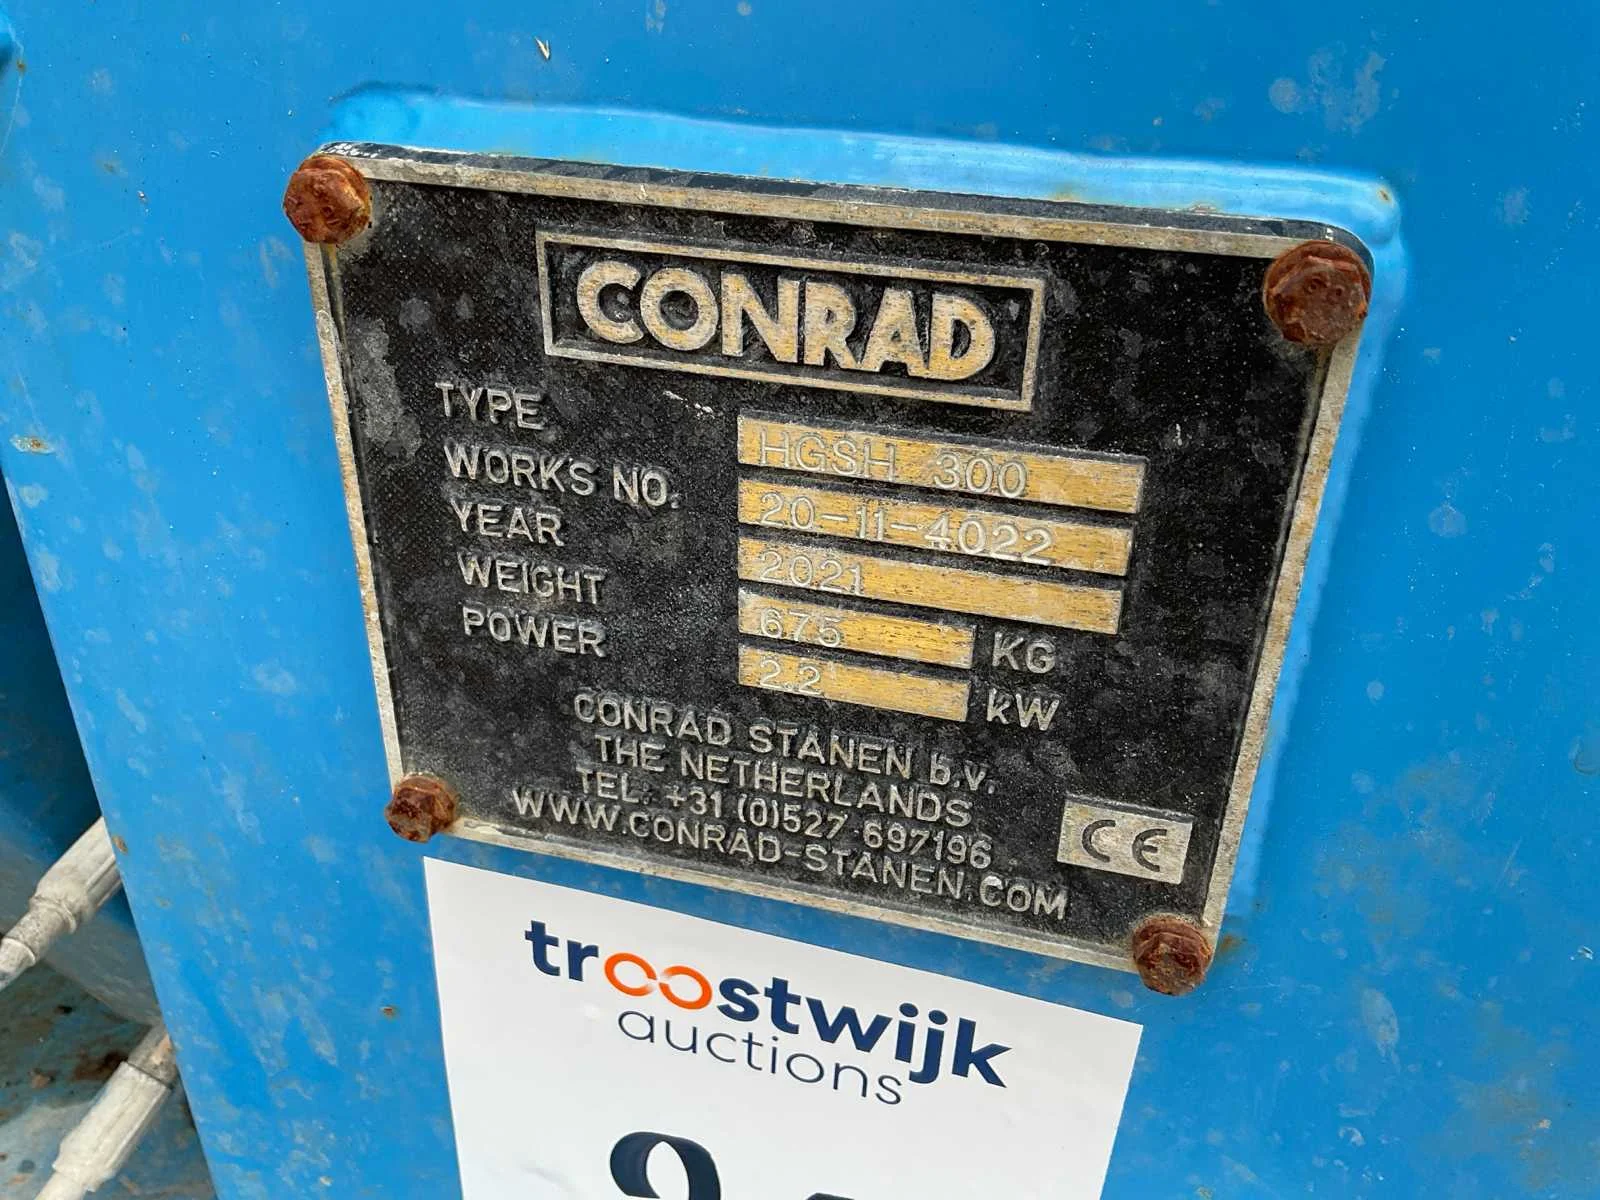 CONRAD
TYPE HGSH 300
WORKS NO. 20-11-4022
YEAR 2021
WEIGHT 675 KG
POWER 2.2 kW
CONRAD STANEN b.v.
THE NETHERLANDS
TEL. +31 (0)527 697196
WWW.CONRAD-STANEN.COM
CE
troostwijk
auctions